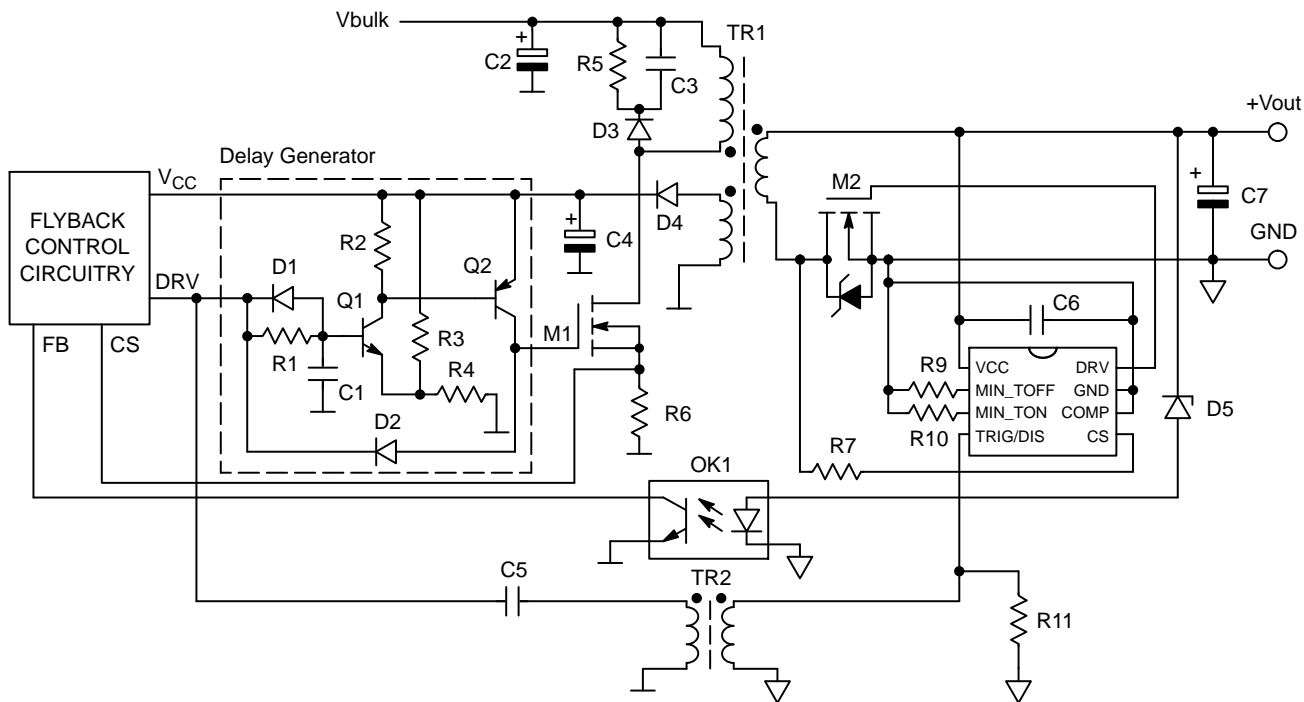 Vbulk
TR1
+
C2
R5
C3
+Vout
D3
Delay Generator
VCC
M2
+
C7
FLYBACK
CONTROL
CIRCUITRY
D4
+
C4
R2
GND
DRV
D1
Q2
Q1
C6
M1
R3
FB
CS
R1
R4
R9
VCC
DRV
C1
MIN_TOFF
GND
R6
D5
MIN_TON
COMP
D2
R10
TRIG/DIS
CS
R7
OK1
C5
TR2
R11